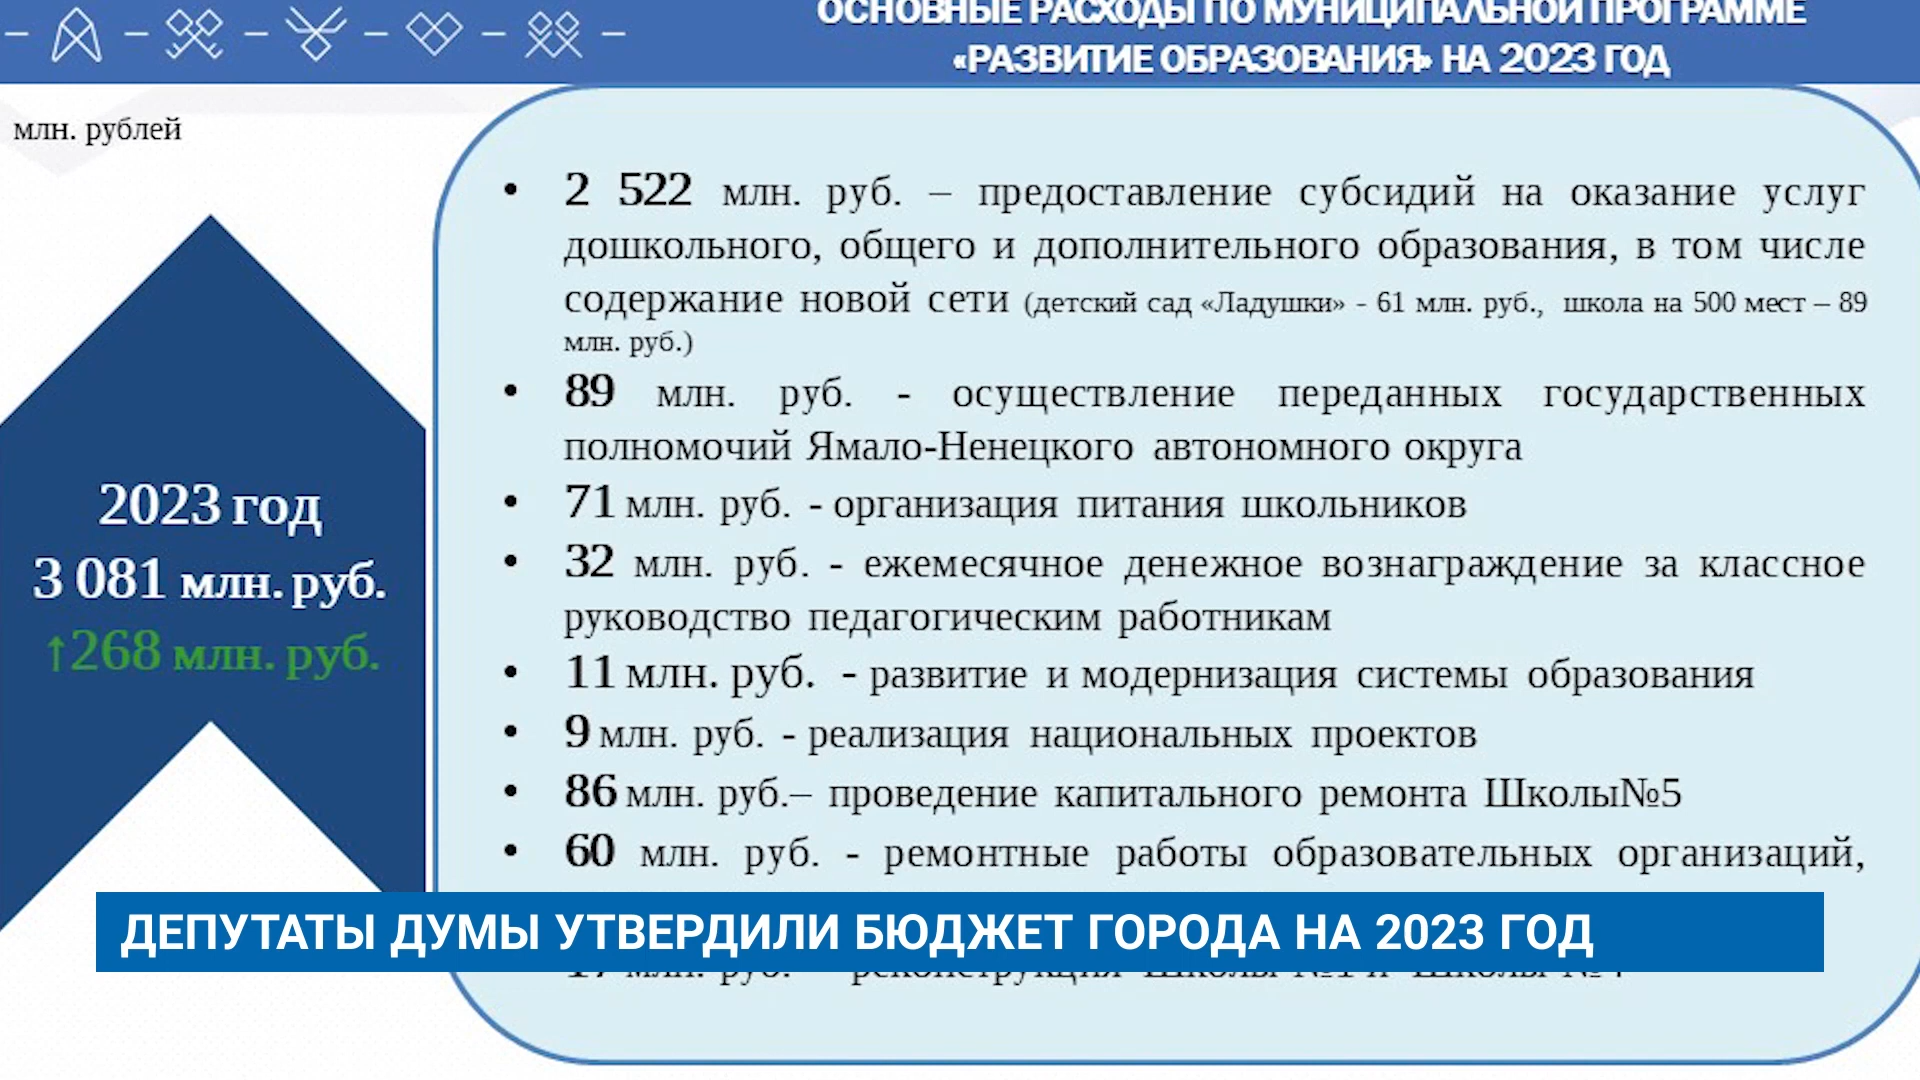 ОСНОВНЫЕ РАСХОДЫ ПО МУНИЦИПАЛЬНОЙ ПРОГРАММЕ
«РАЗВИТИЕ ОБРАЗОВАНИЯ» НА 2023 ГОД
млн. рублей
2023 год
3 081 млн. руб.
↑268 млн. руб.
• 2 522 млн. руб. – предоставление субсидий на оказание услуг
дошкольного, общего и дополнительного образования, в том числе
содержание новой сети (детский сад «Ладушки» - 61 млн. руб., школа на 500 мест – 89
млн. руб.)
• 89 млн. руб. - осуществление переданных государственных
полномочий Ямало-Ненецкого автономного округа
• 71 млн. руб. - организация питания школьников
• 32 млн. руб. - ежемесячное денежное вознаграждение за классное
руководство педагогическим работникам
• 11 млн. руб. - развитие и модернизация системы образования
• 9 млн. руб. - реализация национальных проектов
• 86 млн. руб.– проведение капитального ремонта Школы№5
• 60 млн. руб. - ремонтные работы образовательных организаций,
ДЕПУТАТЫ ДУМЫ УТВЕРДИЛИ БЮДЖЕТ ГОРОДА НА 2023 ГОД
млн. руб. реконструкция Школы